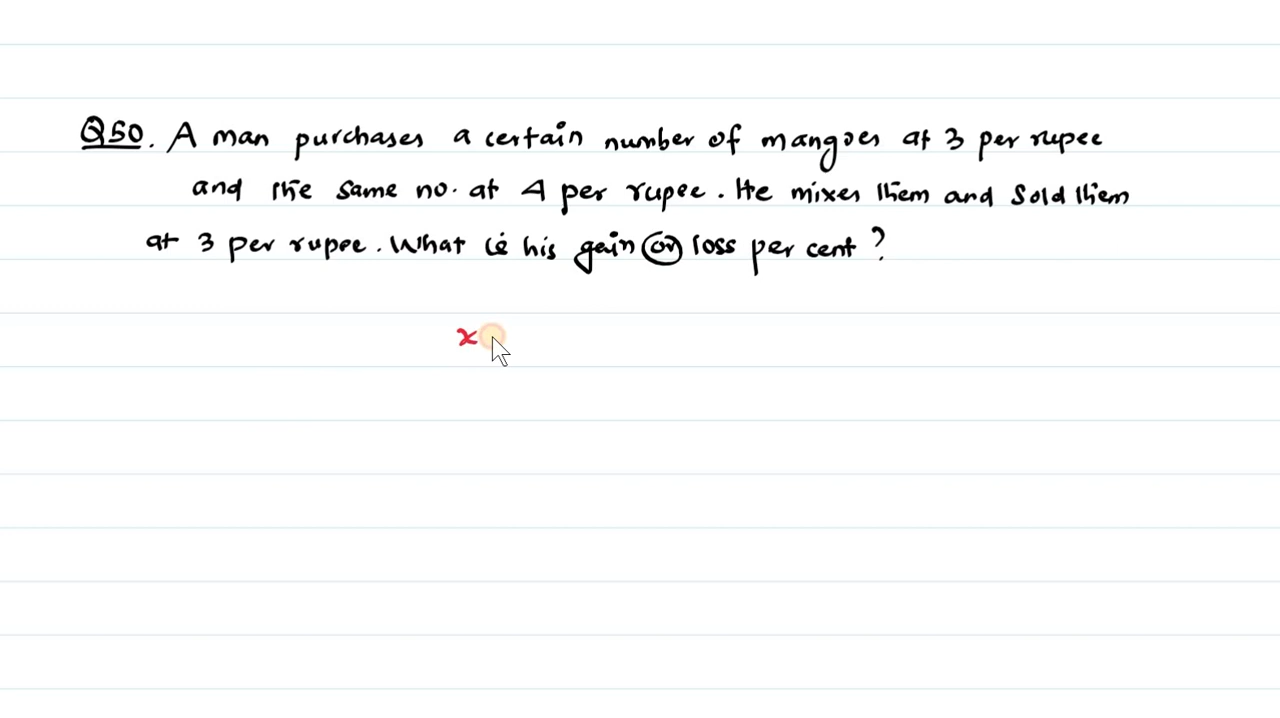 Q50. A man purchases a certain number of mangoes at 3 per rupee
and the same no. at 4 per rupee. He mixes them and sold them
at 3 per rupee. What is his gain or loss per cent?
x